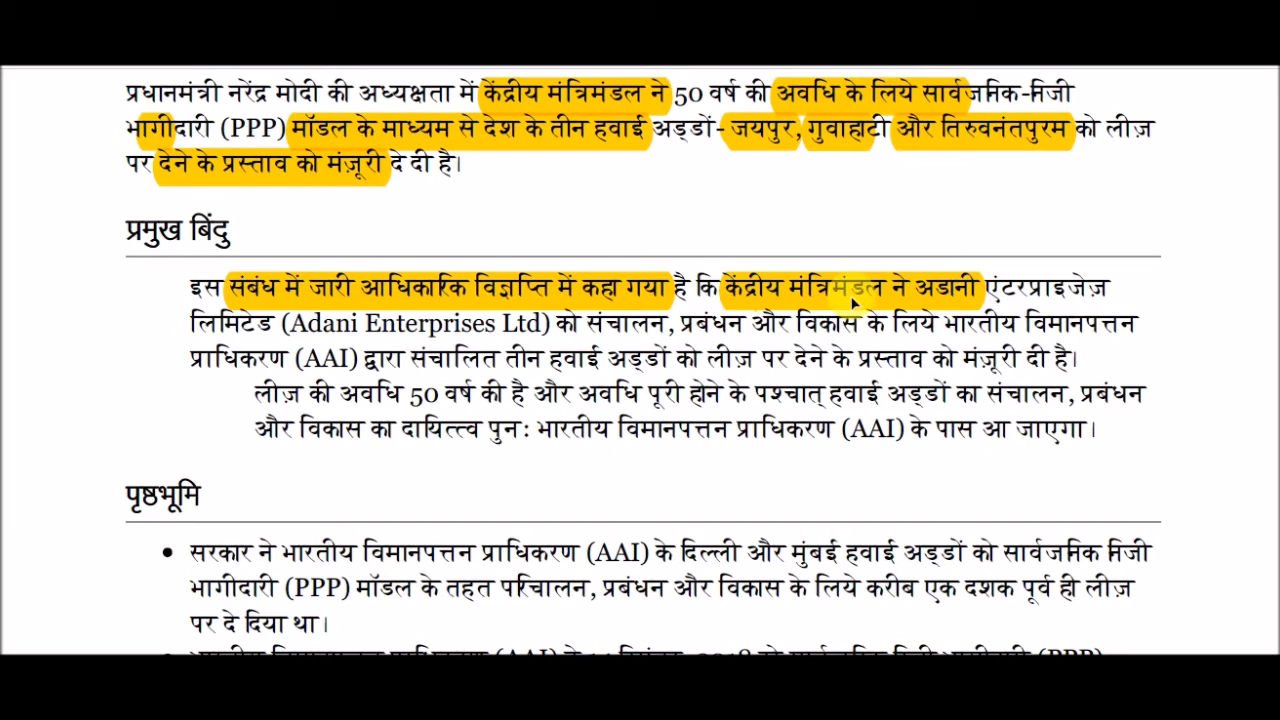 प्रधानमंत्री नरेंद्र मोदी की अध्यक्षता में केंद्रीय मंत्रिमंडल ने 50 वर्ष की अवधि के लिये सार्वजनिक-निजी
भागीदारी (PPP) मॉडल के माध्यम से देश के तीन हवाई अड्डों- जयपुर, गुवाहाटी और तिरुवनंतपुरम को लीज़
पर देने के प्रस्ताव को मंज़ूरी दे दी है।
प्रमुख बिंदु
इस संबंध में जारी आधिकारिक विज्ञप्ति में कहा गया है कि केंद्रीय मंत्रिमंडल ने अडानी एंटरप्राइजेज़
लिमिटेड (Adani Enterprises Ltd) को संचालन, प्रबंधन और विकास के लिये भारतीय विमानपत्तन
प्राधिकरण (AAI) द्वारा संचालित तीन हवाई अड्डों को लीज़ पर देने के प्रस्ताव को मंज़ूरी दी है।
लीज़ की अवधि 50 वर्ष की है और अवधि पूरी होने के पश्चात् हवाई अड्डों का संचालन, प्रबंधन
और विकास का दायित्त्व पुनः भारतीय विमानपत्तन प्राधिकरण (AAI) के पास आ जाएगा।
पृष्ठभूमि
• सरकार ने भारतीय विमानपत्तन प्राधिकरण (AAI) के दिल्ली और मुंबई हवाई अड्डों को सार्वजनिक निजी
भागीदारी (PPP) मॉडल के तहत परिचालन, प्रबंधन और विकास के लिये करीब एक दशक पूर्व ही लीज़
पर दे दिया था।